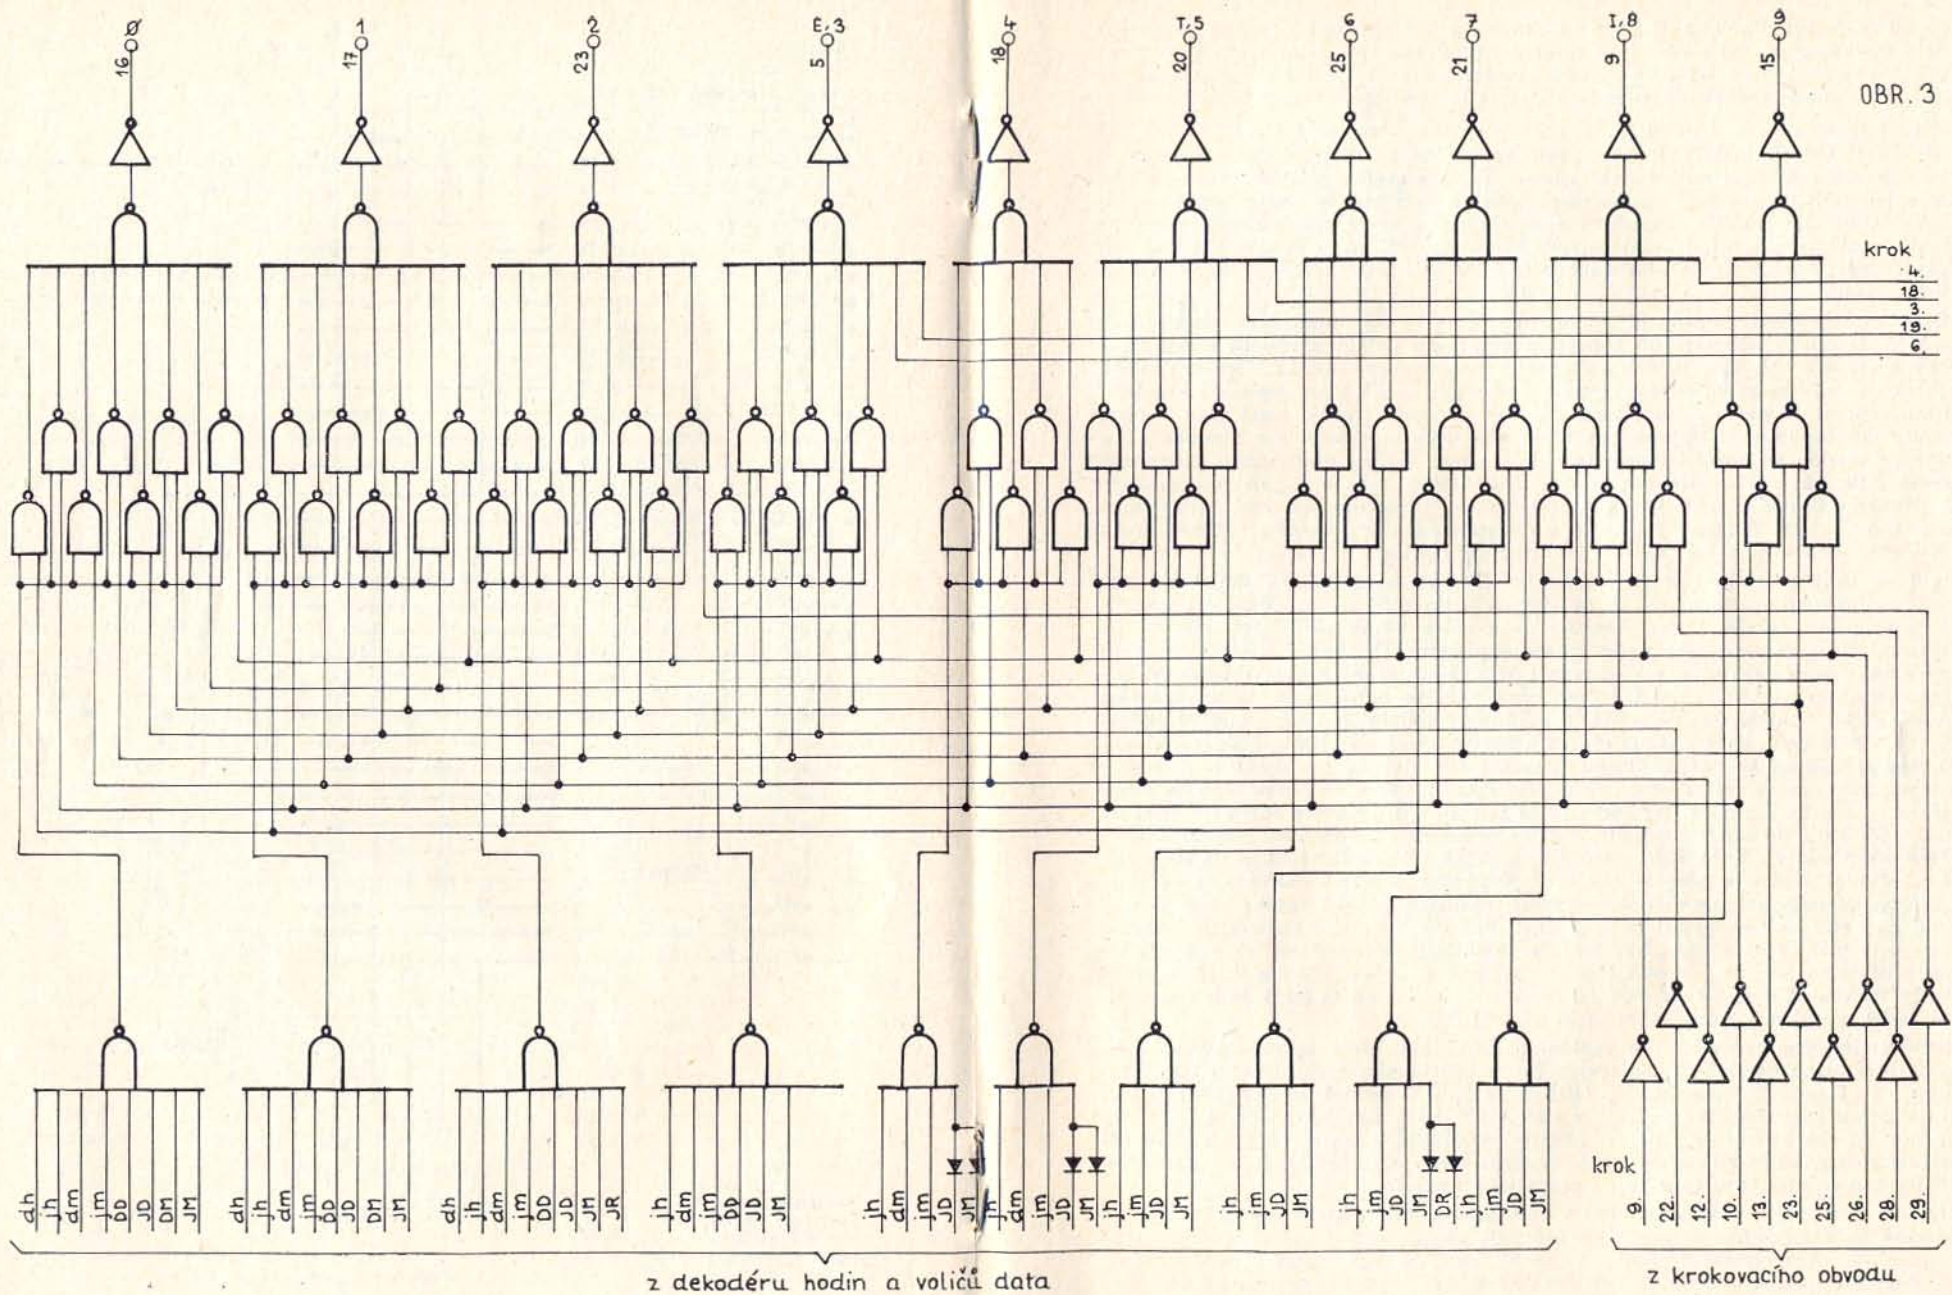 Ø 1 2 E,3 4 T,5 6 7 I,8 9
16 17 23 5 18 20 25 21 9 15
OBR. 3
krok
4.
18.
3.
19.
6.
krok
dh jh dm jm DD JD DM JM
dh jh dm jm DD JD DM JM
dh jh dm jm DD JD JM JR
jh dm jm DD JD JM
jh dm jm JD JM
jh dm jm JD JM
jh jm JD JM
jh jm JD JM
jh jm JD JM DR
jh jm JD JM
9. 22. 12. 10. 13. 23. 25. 26. 28. 29.
z dekodéru hodin a voličů data
z krokovacího obvodu